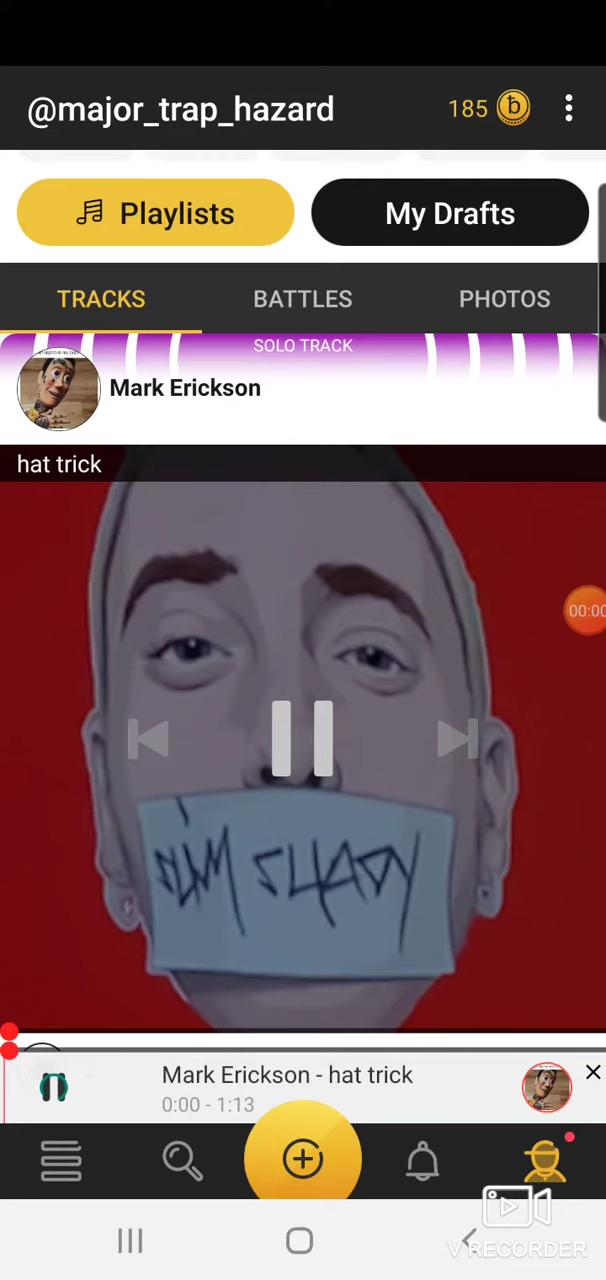 @major_trap_hazard
185
Playlists
My Drafts
TRACKS
BATTLES
PHOTOS
SOLO TRACK
Mark Erickson
hat trick
00:00
SLIM SHADY
Mark Erickson - hat trick
0:00 - 1:13
V RECORDER